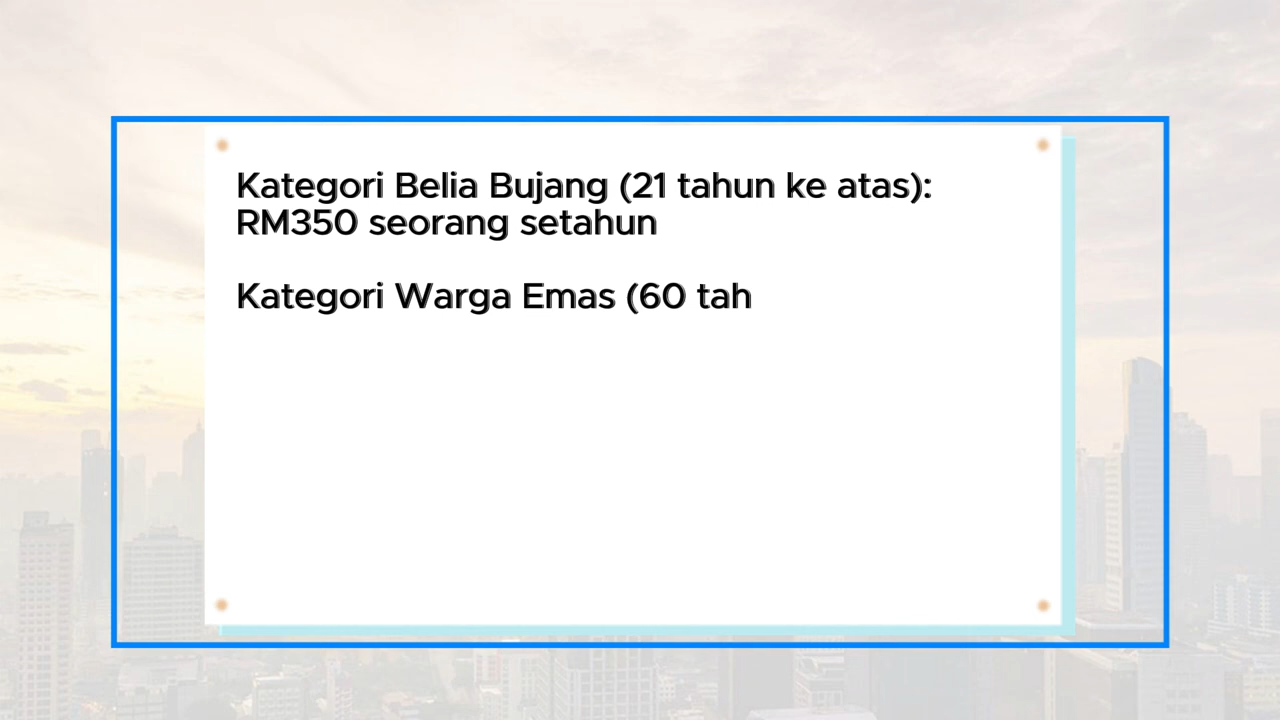 Kategori Belia Bujang (21 tahun ke atas):
RM350 seorang setahun
Kategori Warga Emas (60 tah